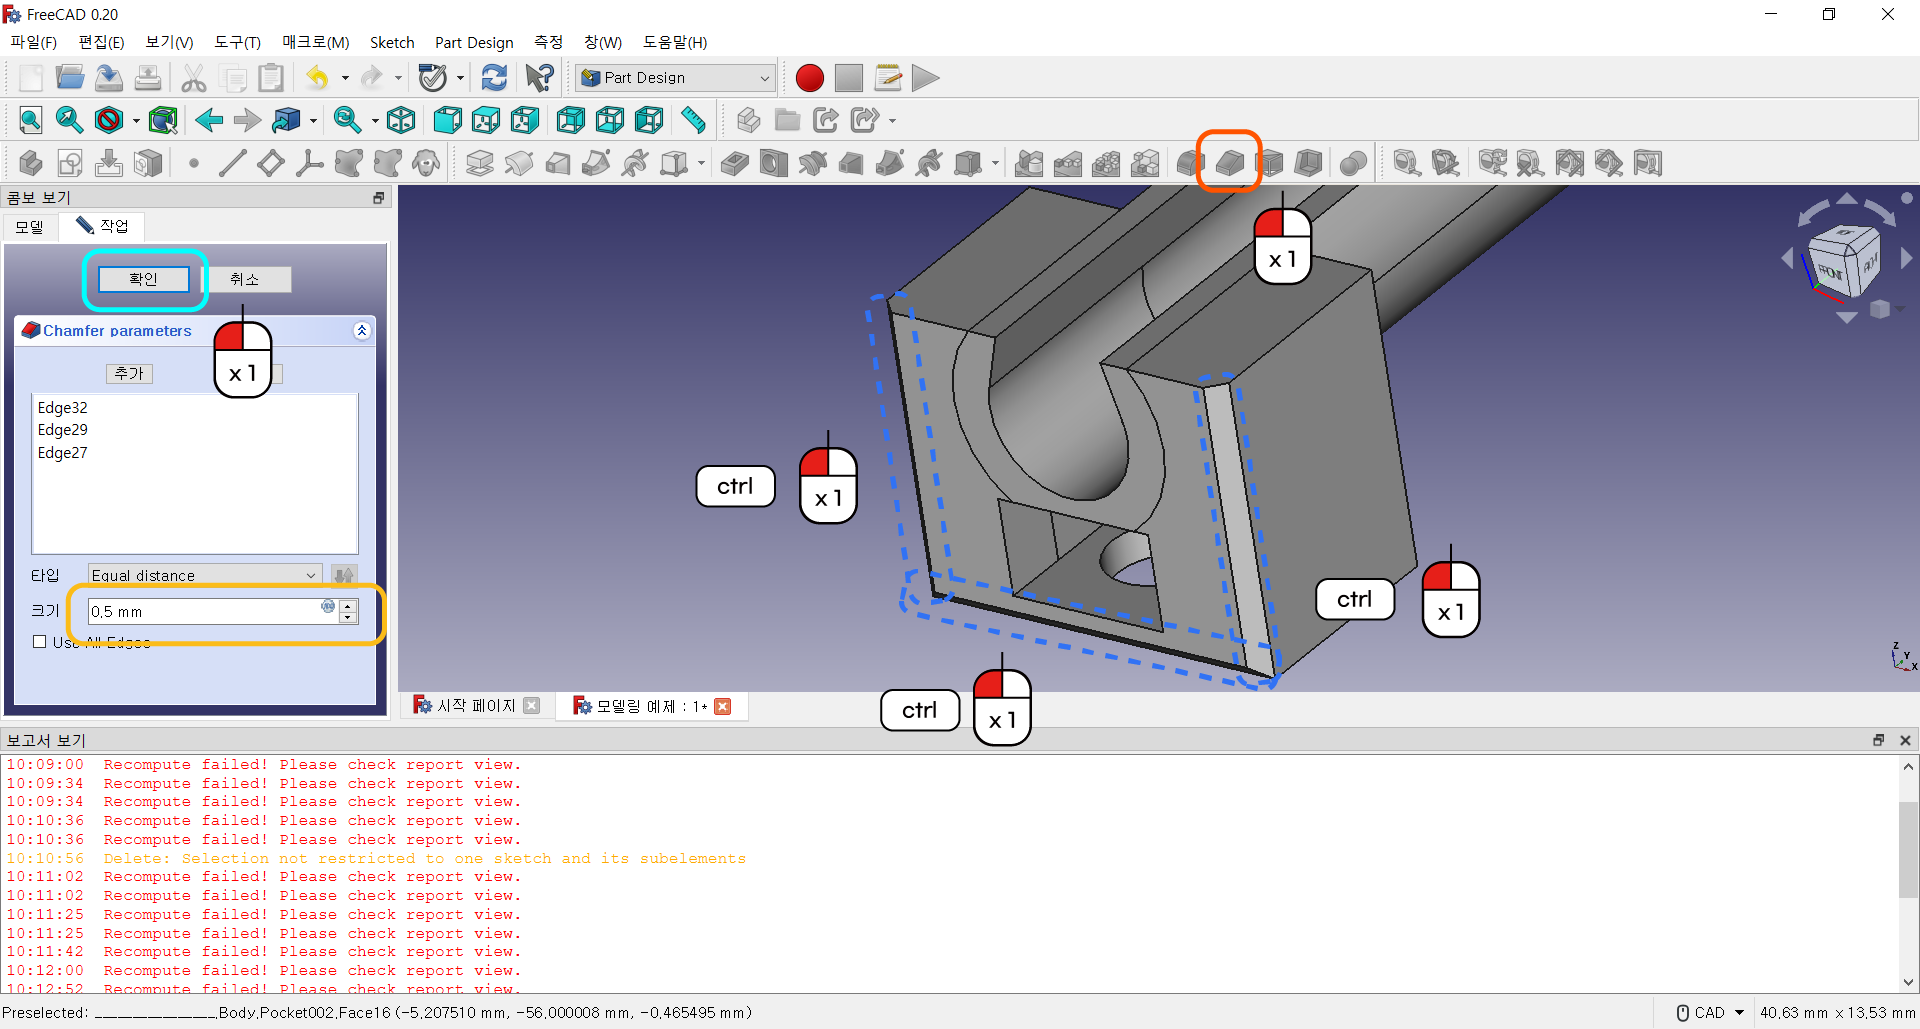 FreeCAD 0.20
파일(F) 편집(E) 보기(V) 도구(T) 매크로(M) Sketch Part Design 측정 창(W) 도움말(H)
Part Design
콤보 보기
모델 작업
확인 취소
Chamfer parameters
x 1
추가
Edge32
Edge29
Edge27
타입 Equal distance
크기 0,5 mm
Use All Edges
x 1
FRONT
ctrl x 1
ctrl x 1
ctrl x 1
Z
Y
X
시작 페이지 모델링 예제 : 1*
보고서 보기
10:09:00 Recompute failed! Please check report view.
10:09:34 Recompute failed! Please check report view.
10:09:34 Recompute failed! Please check report view.
10:10:36 Recompute failed! Please check report view.
10:10:36 Recompute failed! Please check report view.
10:10:56 Delete: Selection not restricted to one sketch and its subelements
10:11:02 Recompute failed! Please check report view.
10:11:02 Recompute failed! Please check report view.
10:11:25 Recompute failed! Please check report view.
10:11:25 Recompute failed! Please check report view.
10:11:42 Recompute failed! Please check report view.
10:12:00 Recompute failed! Please check report view.
10:12:52 Recompute failed! Please check report view.
Preselected: ________________,Body,Pocket002,Face16 (-5,207510 mm, -56,000008 mm, -0,465495 mm) CAD 40,63 mm x 13,53 mm